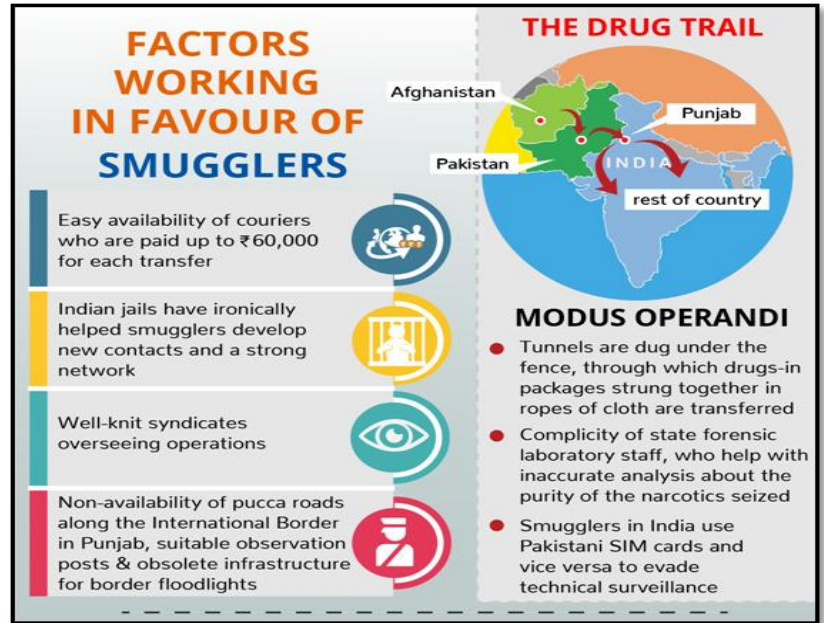 FACTORS
WORKING
IN FAVOUR OF
SMUGGLERS
Easy availability of couriers
who are paid up to ₹60,000
for each transfer
Indian jails have ironically
helped smugglers develop
new contacts and a strong
network
Well-knit syndicates
overseeing operations
Non-availability of pucca roads
along the International Border
in Punjab, suitable observation
posts & obsolete infrastructure
for border floodlights
THE DRUG TRAIL
Afghanistan
Punjab
Pakistan
INDIA
rest of country
MODUS OPERANDI
Tunnels are dug under the
fence, through which drugs-in
packages strung together in
ropes of cloth are transferred
Complicity of state forensic
laboratory staff, who help with
inaccurate analysis about the
purity of the narcotics seized
Smugglers in India use
Pakistani SIM cards and
vice versa to evade
technical surveillance